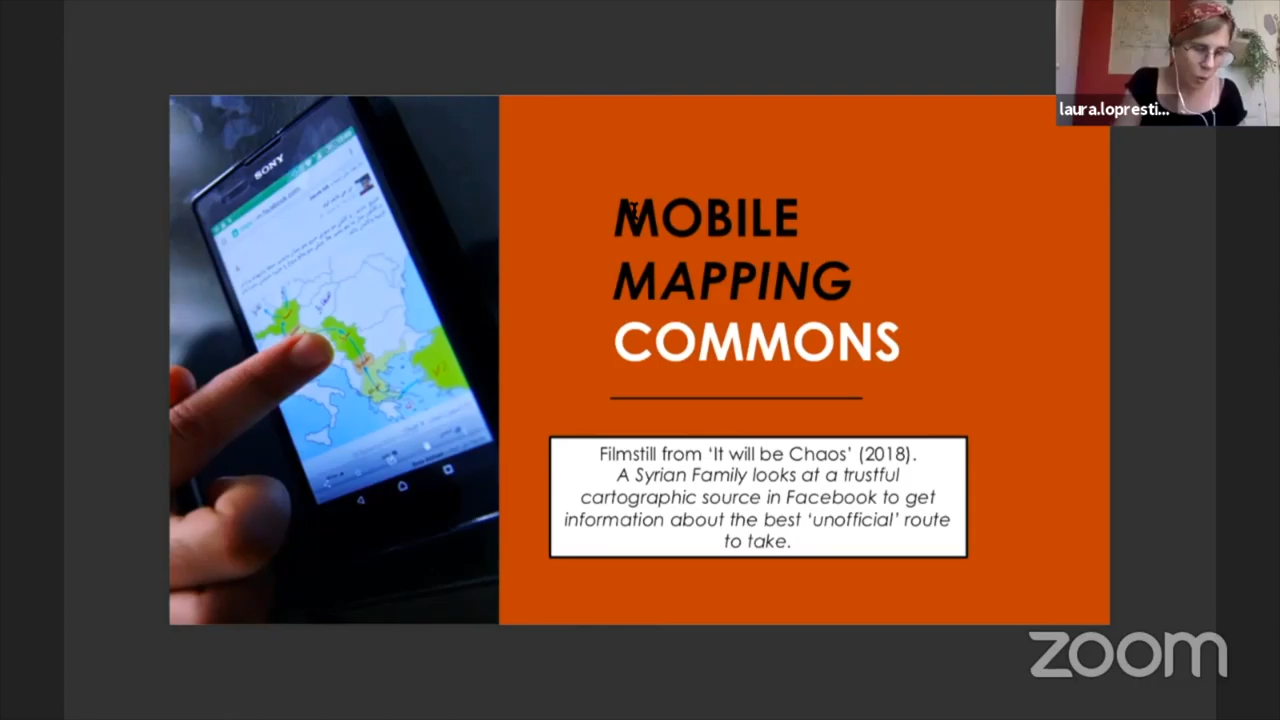 laura.lopresti...
SONY
MOBILE
MAPPING
COMMONS
Filmstill from ‘It will be Chaos’ (2018).
A Syrian Family looks at a trustful
cartographic source in Facebook to get
information about the best ‘unofficial’ route
to take.
zoom